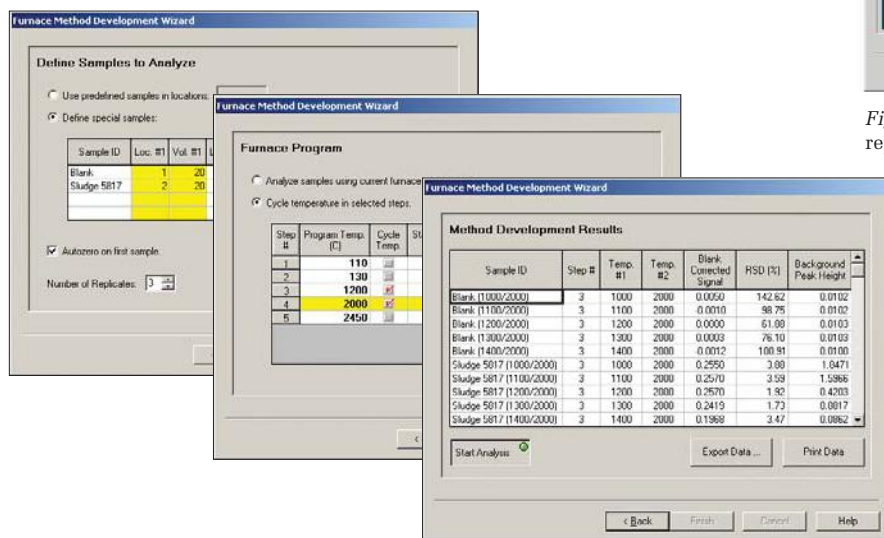 Furnace Method Development Wizard
Define Samples to Analyze
Use predefined samples in locations:
Define special samples:
Sample ID Loc. #1 Vol. #1 L
Blank 1 20
Sludge 5817 2 20
Autozero on first sample.
Number of Replicates: 3
Furnace Method Development Wizard
Furnace Program
Analyze samples using current furnace
Cycle temperature in selected steps.
Step # Program Temp. (C) Cycle Temp. St
1 110
2 130
3 1200
4 2000
5 2450
<
Furnace Method Development Wizard
Method Development Results
Sample ID Step # Temp. #1 Temp. #2 Blank Corrected Signal RSD (%) Background Peak Height
Blank (1000/2000) 3 1000 2000 0.0050 142.62 0.0102
Blank (1100/2000) 3 1100 2000 -0.0010 98.75 0.0102
Blank (1200/2000) 3 1200 2000 0.0000 61.08 0.0103
Blank (1300/2000) 3 1300 2000 0.0003 76.10 0.0103
Blank (1400/2000) 3 1400 2000 -0.0012 100.91 0.0100
Sludge 5817 (1000/2000) 3 1000 2000 0.2550 3.08 1.8471
Sludge 5817 (1100/2000) 3 1100 2000 0.2570 3.59 1.5966
Sludge 5817 (1200/2000) 3 1200 2000 0.2570 1.92 0.4203
Sludge 5817 (1300/2000) 3 1300 2000 0.2419 1.73 0.0817
Sludge 5817 (1400/2000) 3 1400 2000 0.1968 3.47 0.0862
Start Analysis Export Data ... Print Data
< Back Finish Cancel Help
Fi
re